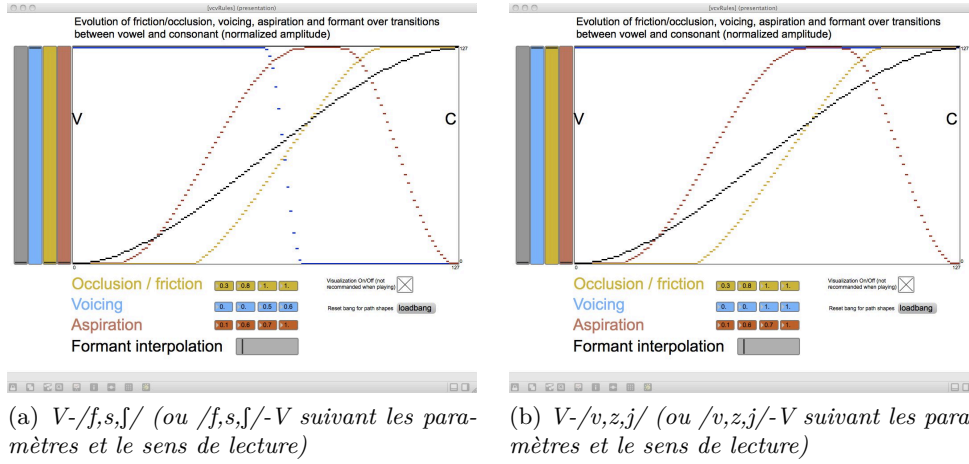 [vcvRules] (presentation)
Evolution of friction/occlusion, voicing, aspiration and formant over transitions
between vowel and consonant (normalized amplitude)
127
V
C
0
127
Occlusion / friction
0.3 0.8 1. 1.
Visualization On/Off (not
recommended when playing)
Voicing
0. 0. 0.5 0.6
Reset bang for path shapes loadbang
Aspiration
0.1 0.6 0.7 1.
Formant interpolation
(a) V-/f,s,ʃ/ (ou /f,s,ʃ/-V suivant les para-
mètres et le sens de lecture)
[vcvRules] (presentation)
Evolution of friction/occlusion, voicing, aspiration and formant over transitions
between vowel and consonant (normalized amplitude)
127
V
C
0
127
Occlusion / friction
0.3 0.8 1. 1.
Visualization On/Off (not
recommended when playing)
Voicing
0. 0. 1. 1.
Reset bang for path shapes loadbang
Aspiration
0.1 0.6 0.7 1.
Formant interpolation
(b) V-/v,z,j/ (ou /v,z,j/-V suivant les para-
mètres et le sens de lecture)